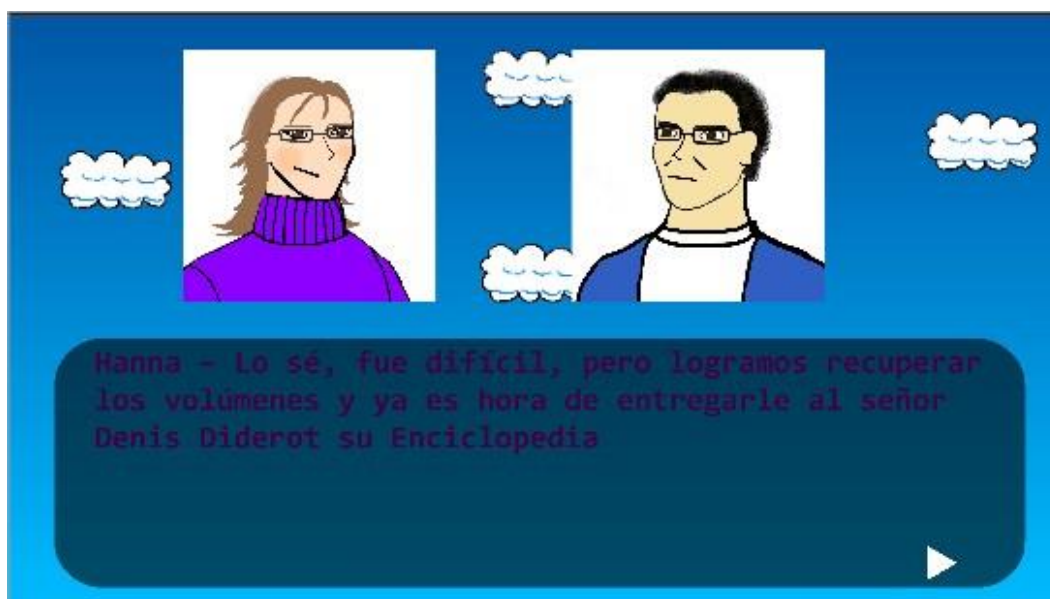 Hanna – Lo sé, fue difícil, pero logramos recuperar
los volúmenes y ya es hora de entregarle al señor
Denis Diderot su Enciclopedia